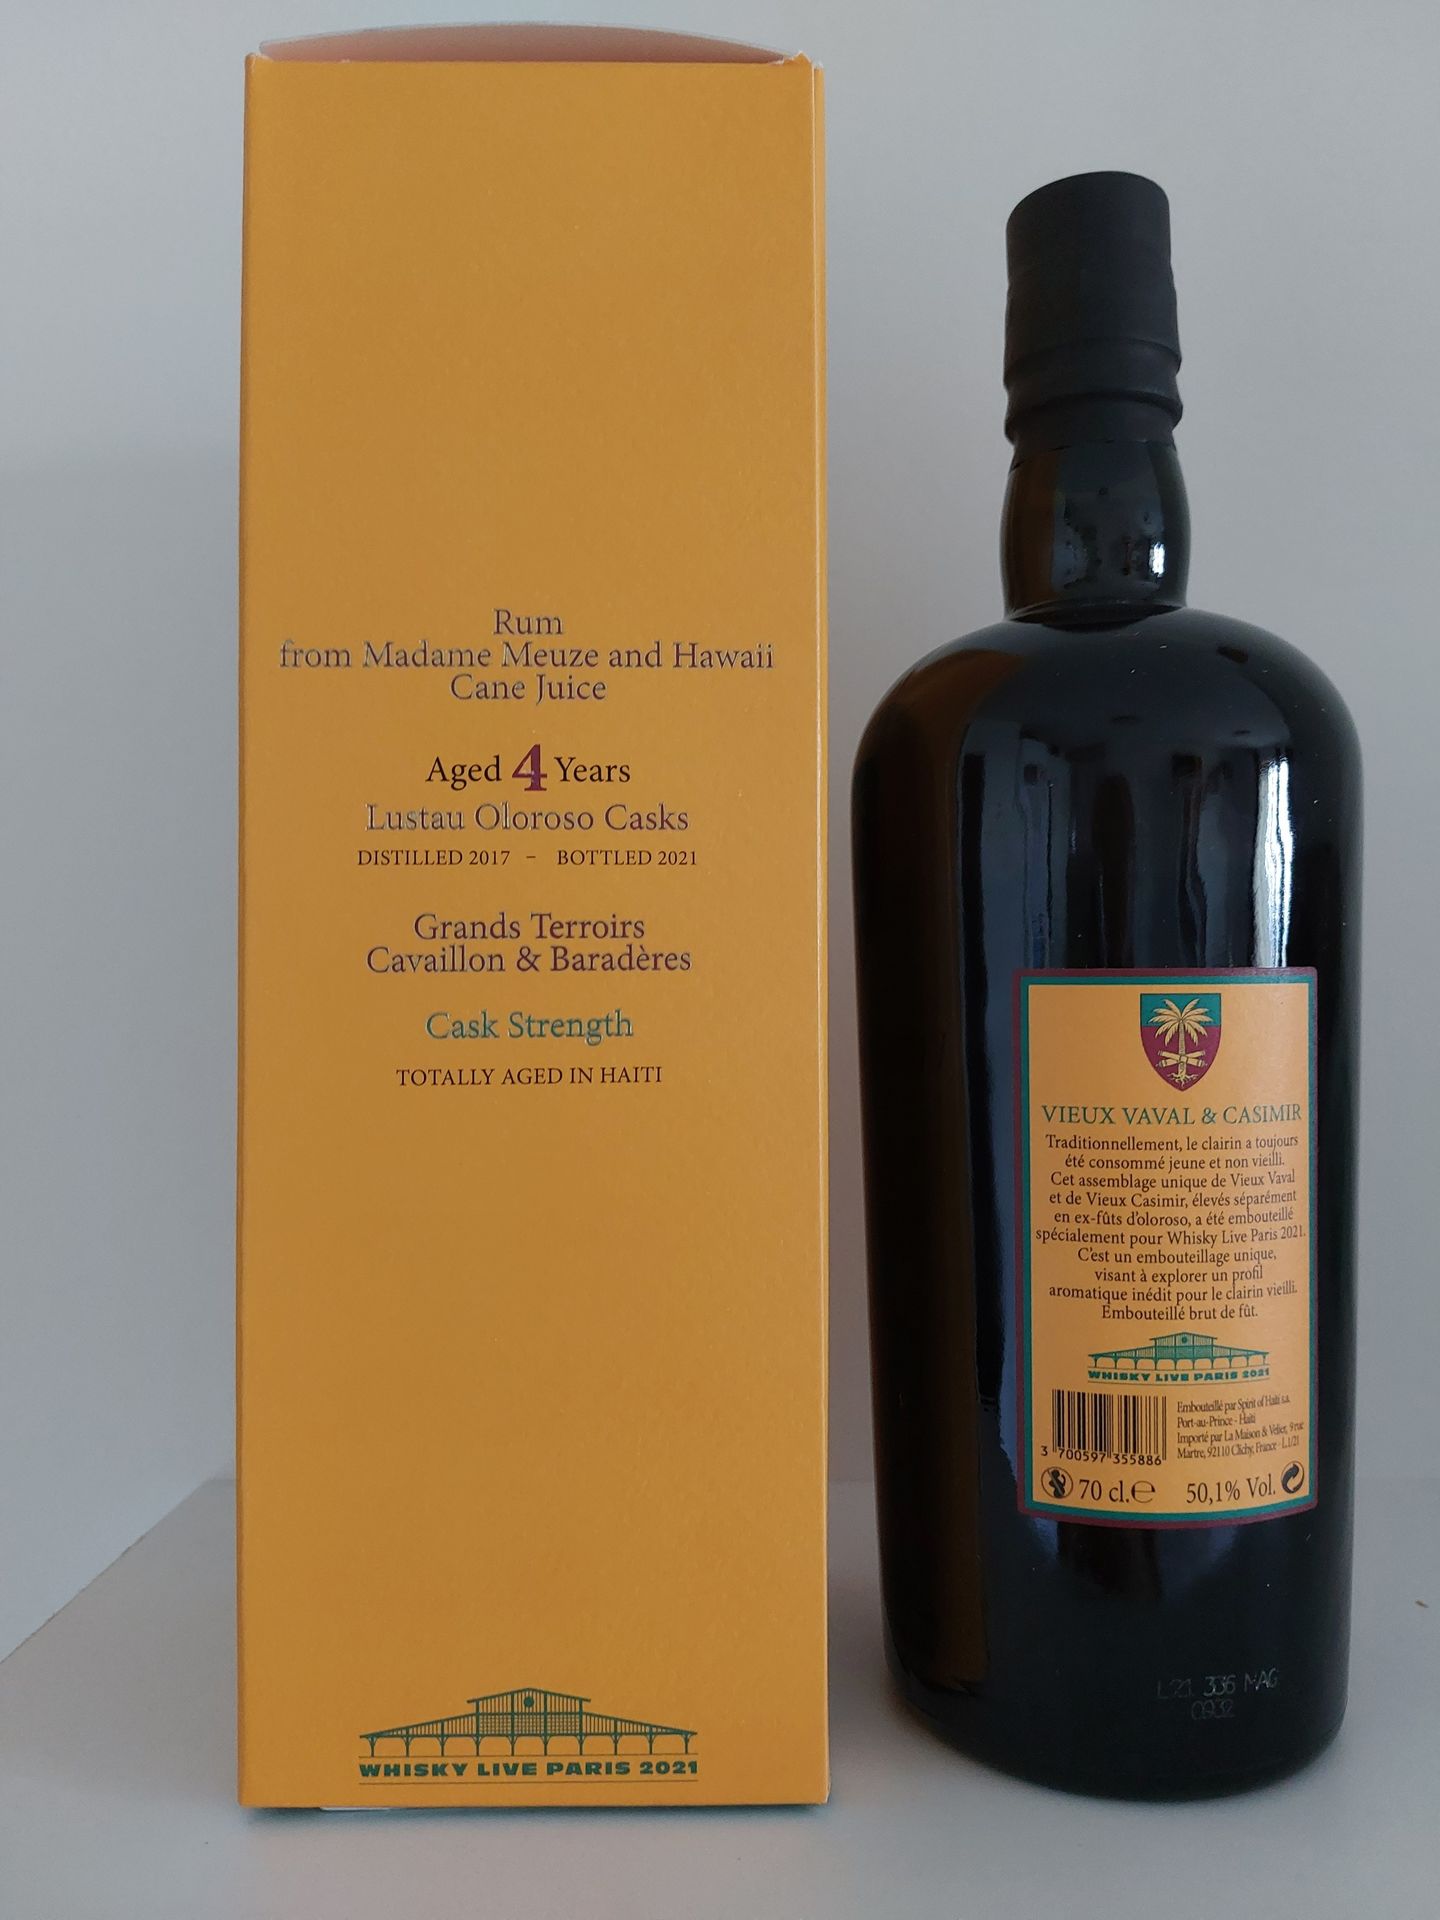 Rum
from Madame Meuze and Hawaii
Cane Juice
Aged 4 Years
Lustau Oloroso Casks
DISTILLED 2017 – BOTTLED 2021
Grands Terroirs
Cavaillon & Baradères
Cask Strength
TOTALLY AGED IN HAITI
WHISKY LIVE PARIS 2021
VIEUX VAVAL & CASIMIR
Traditionnellement, le clairin a toujours
été consommé jeune et non vieilli.
Cet assemblage unique de Vieux Vaval
et de Vieux Casimir, élevés séparément
en ex-fûts d'oloroso, a été embouteillé
spécialement pour Whisky Live Paris 2021.
C'est un embouteillage unique,
visant à explorer un profil
aromatique inédit pour le clairin vieilli.
Embouteillé brut de fût.
WHISKY LIVE PARIS 2021
Embouteillé par Spirit of Haiti s.a.
Port-au-Prince - Haiti
Importé par La Maison & Velier, 9 rue
Martre, 92110 Clichy, France - L.1/21
3 700597 355886
70 cl.℮ 50,1% Vol.
L21 336 MAG
0932